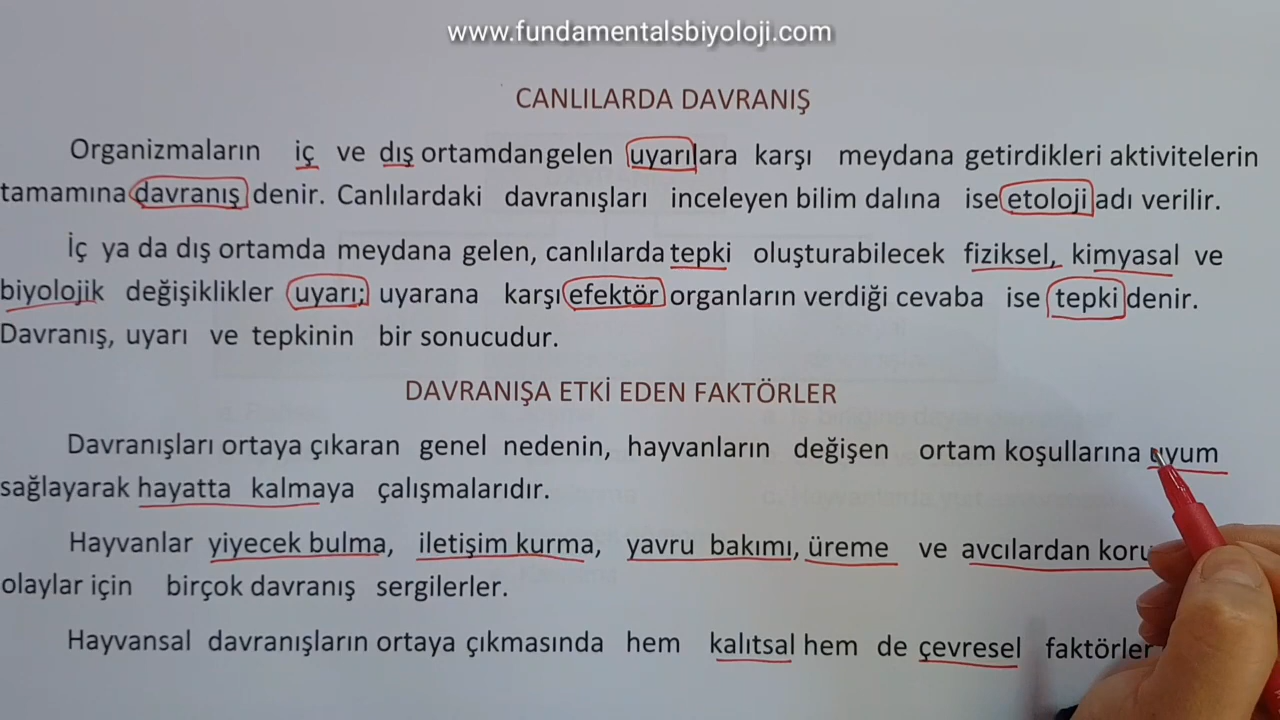 www.fundamentalsbiyoloji.com
CANLILARDA DAVRANIŞ
Organizmaların iç ve dış ortamdan gelen uyarılara karşı meydana getirdikleri aktivitelerin
tamamına davranış denir. Canlılardaki davranışları inceleyen bilim dalına ise etoloji adı verilir.
İç ya da dış ortamda meydana gelen, canlılarda tepki oluşturabilecek fiziksel, kimyasal ve
biyolojik değişiklikler uyarı; uyarana karşı efektör organların verdiği cevaba ise tepki denir.
Davranış, uyarı ve tepkinin bir sonucudur.
DAVRANIŞA ETKİ EDEN FAKTÖRLER
Davranışları ortaya çıkaran genel nedenin, hayvanların değişen ortam koşullarına uyum
sağlayarak hayatta kalmaya çalışmalarıdır.
Hayvanlar yiyecek bulma, iletişim kurma, yavru bakımı, üreme ve avcılardan
olaylar için birçok davranış sergilerler.
Hayvansal davranışların ortaya çıkmasında hem kalıtsal hem de çevresel faktörler